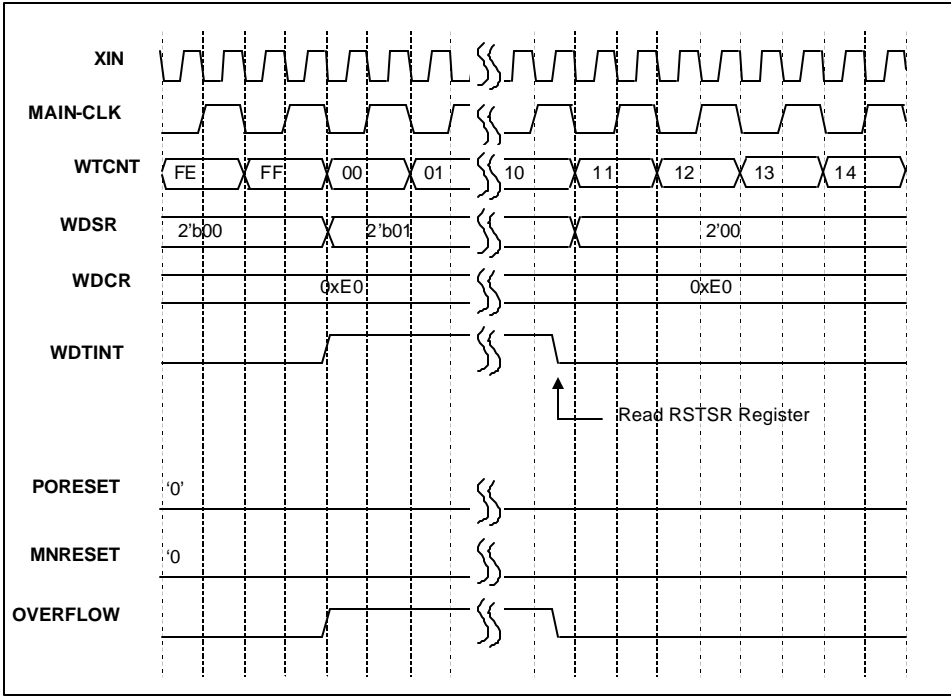 XIN
MAIN-CLK
WTCNT FE FF 00 01 10 11 12 13 14
WDSR 2'b00 2'b01 2'00
WDCR 0xE0 0xE0
WDTINT
Read RSTSR Register
PORESET '0'
MNRESET '0
OVERFLOW